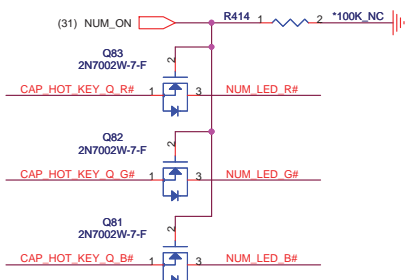 (31) NUM_ON R414 1 2 *100K_NC
Q83
2N7002W-7-F
2
CAP_HOT_KEY_Q_R# 1 3 NUM_LED_R#
Q82
2N7002W-7-F
2
CAP_HOT_KEY_Q_G# 1 3 NUM_LED_G#
Q81
2N7002W-7-F
2
CAP_HOT_KEY_Q_B# 1 3 NUM_LED_B#